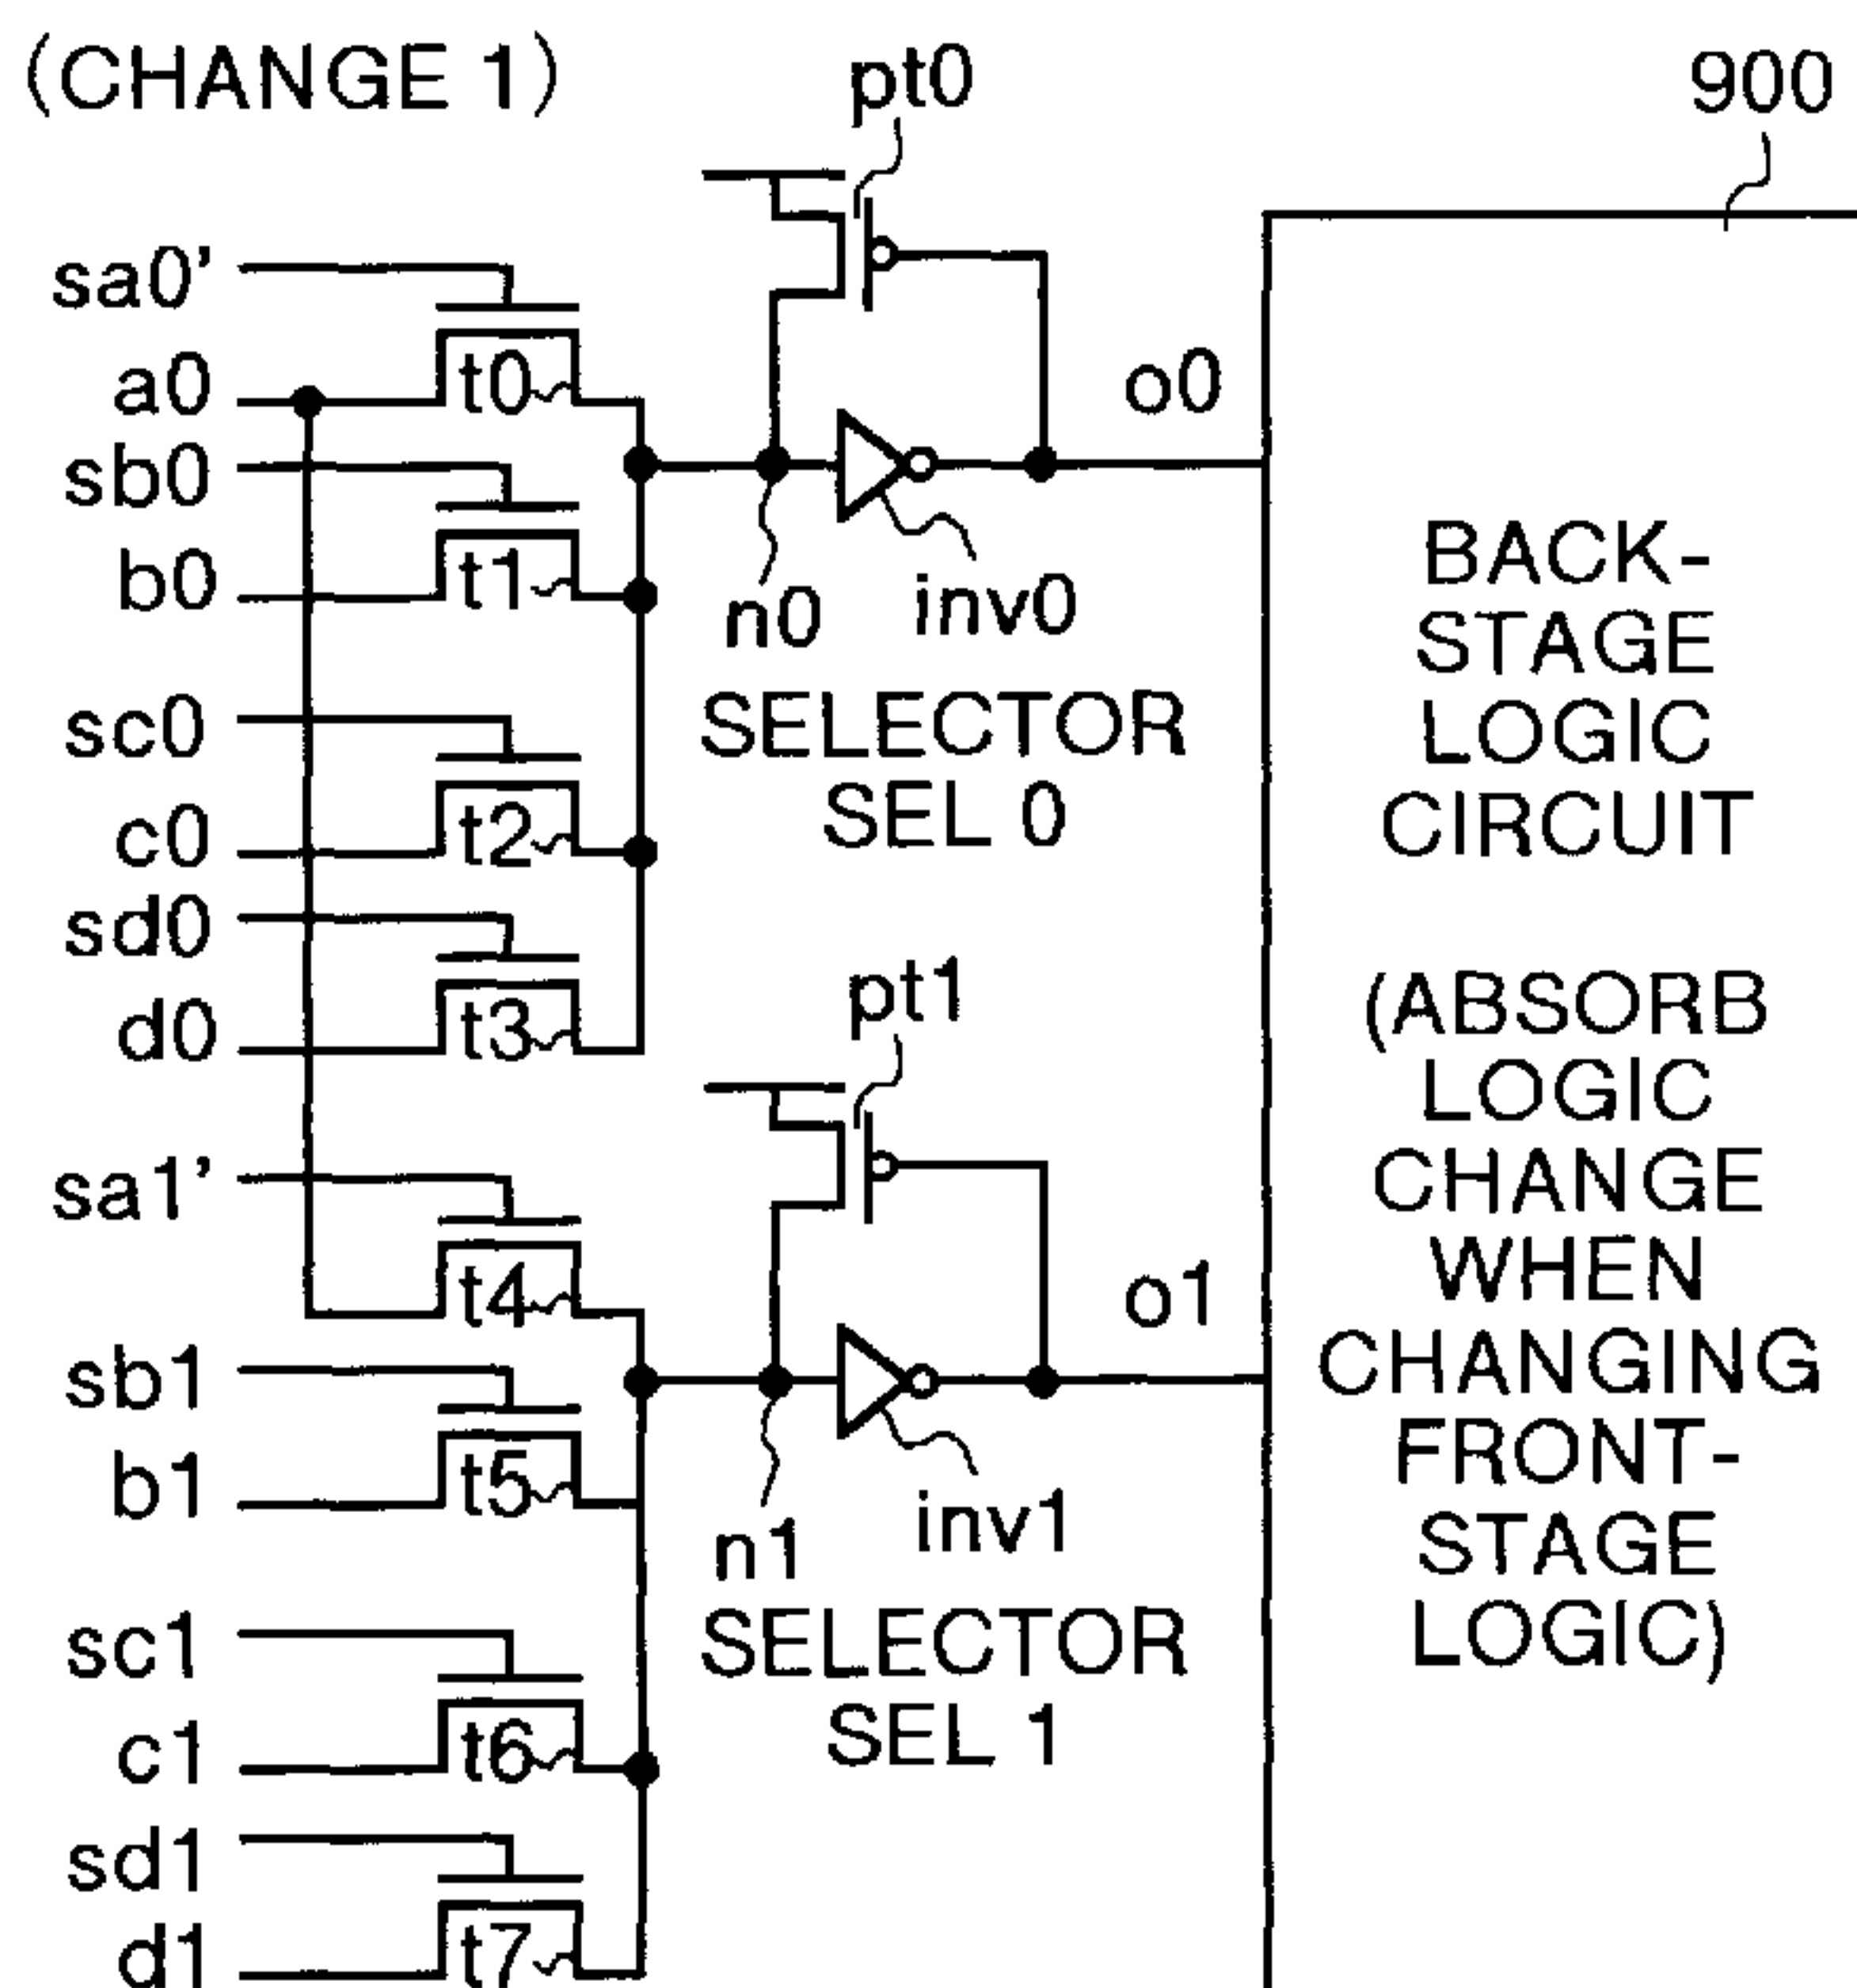 (CHANGE 1)
pt0
900
sa0'
a0
t0
o0
sb0
b0
t1
n0
inv0
SELECTOR
SEL 0
sc0
c0
t2
sd0
d0
t3
BACK-
STAGE
LOGIC
CIRCUIT
(ABSORB
LOGIC
CHANGE
WHEN
CHANGING
FRONT-
STAGE
LOGIC)
pt1
sa1'
t4
o1
sb1
b1
t5
n1
inv1
SELECTOR
SEL 1
sc1
c1
t6
sd1
d1
t7